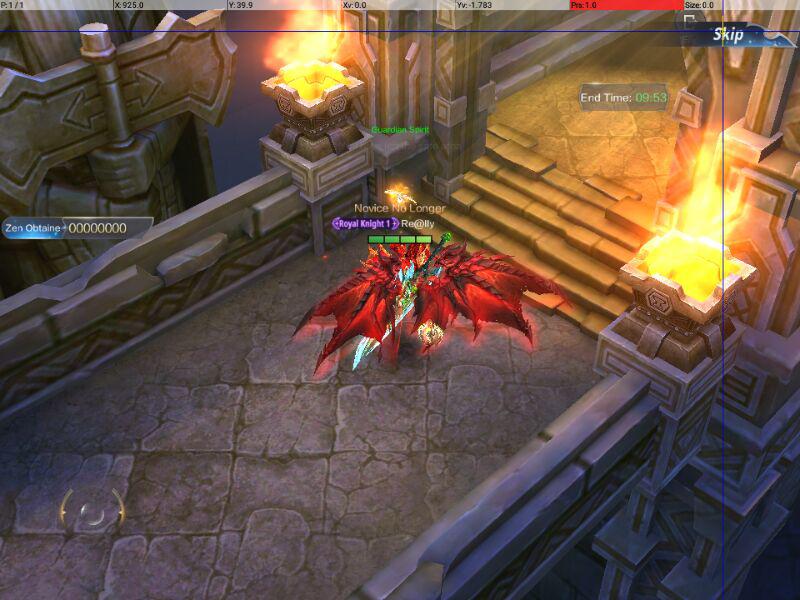 P: 1 / 1 X: 925.0 Y: 39.9 Xv: 0.0 Yv: -1.783 Prs: 1.0 Size: 0.0
Skip
End Time: 09:53
Guardian Spirit
Novice No Longer
Royal Knight 1 Re@lly
Zen Obtaine 00000000